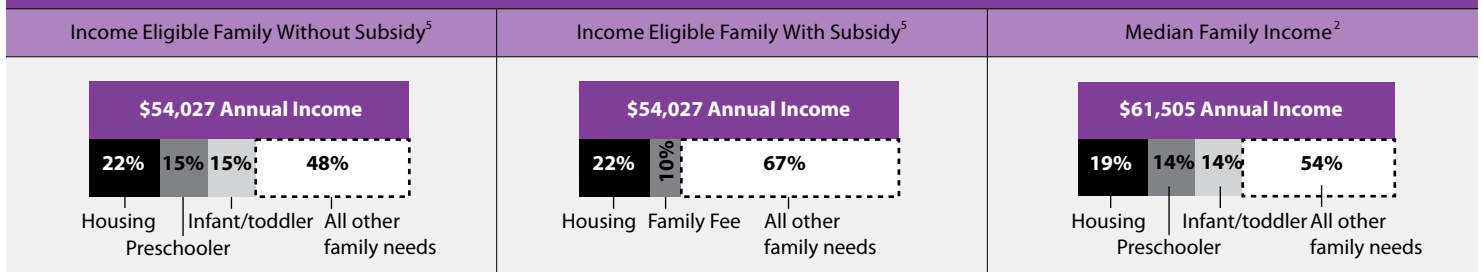 Income Eligible Family Without Subsidy5
$54,027 Annual Income
22% 15% 15% 48%
Housing Infant/toddler All other
Preschooler family needs
Income Eligible Family With Subsidy5
$54,027 Annual Income
22% 10% 67%
Housing Family Fee All other
family needs
Median Family Income2
$61,505 Annual Income
19% 14% 14% 54%
Housing Infant/toddler All other
Preschooler family needs